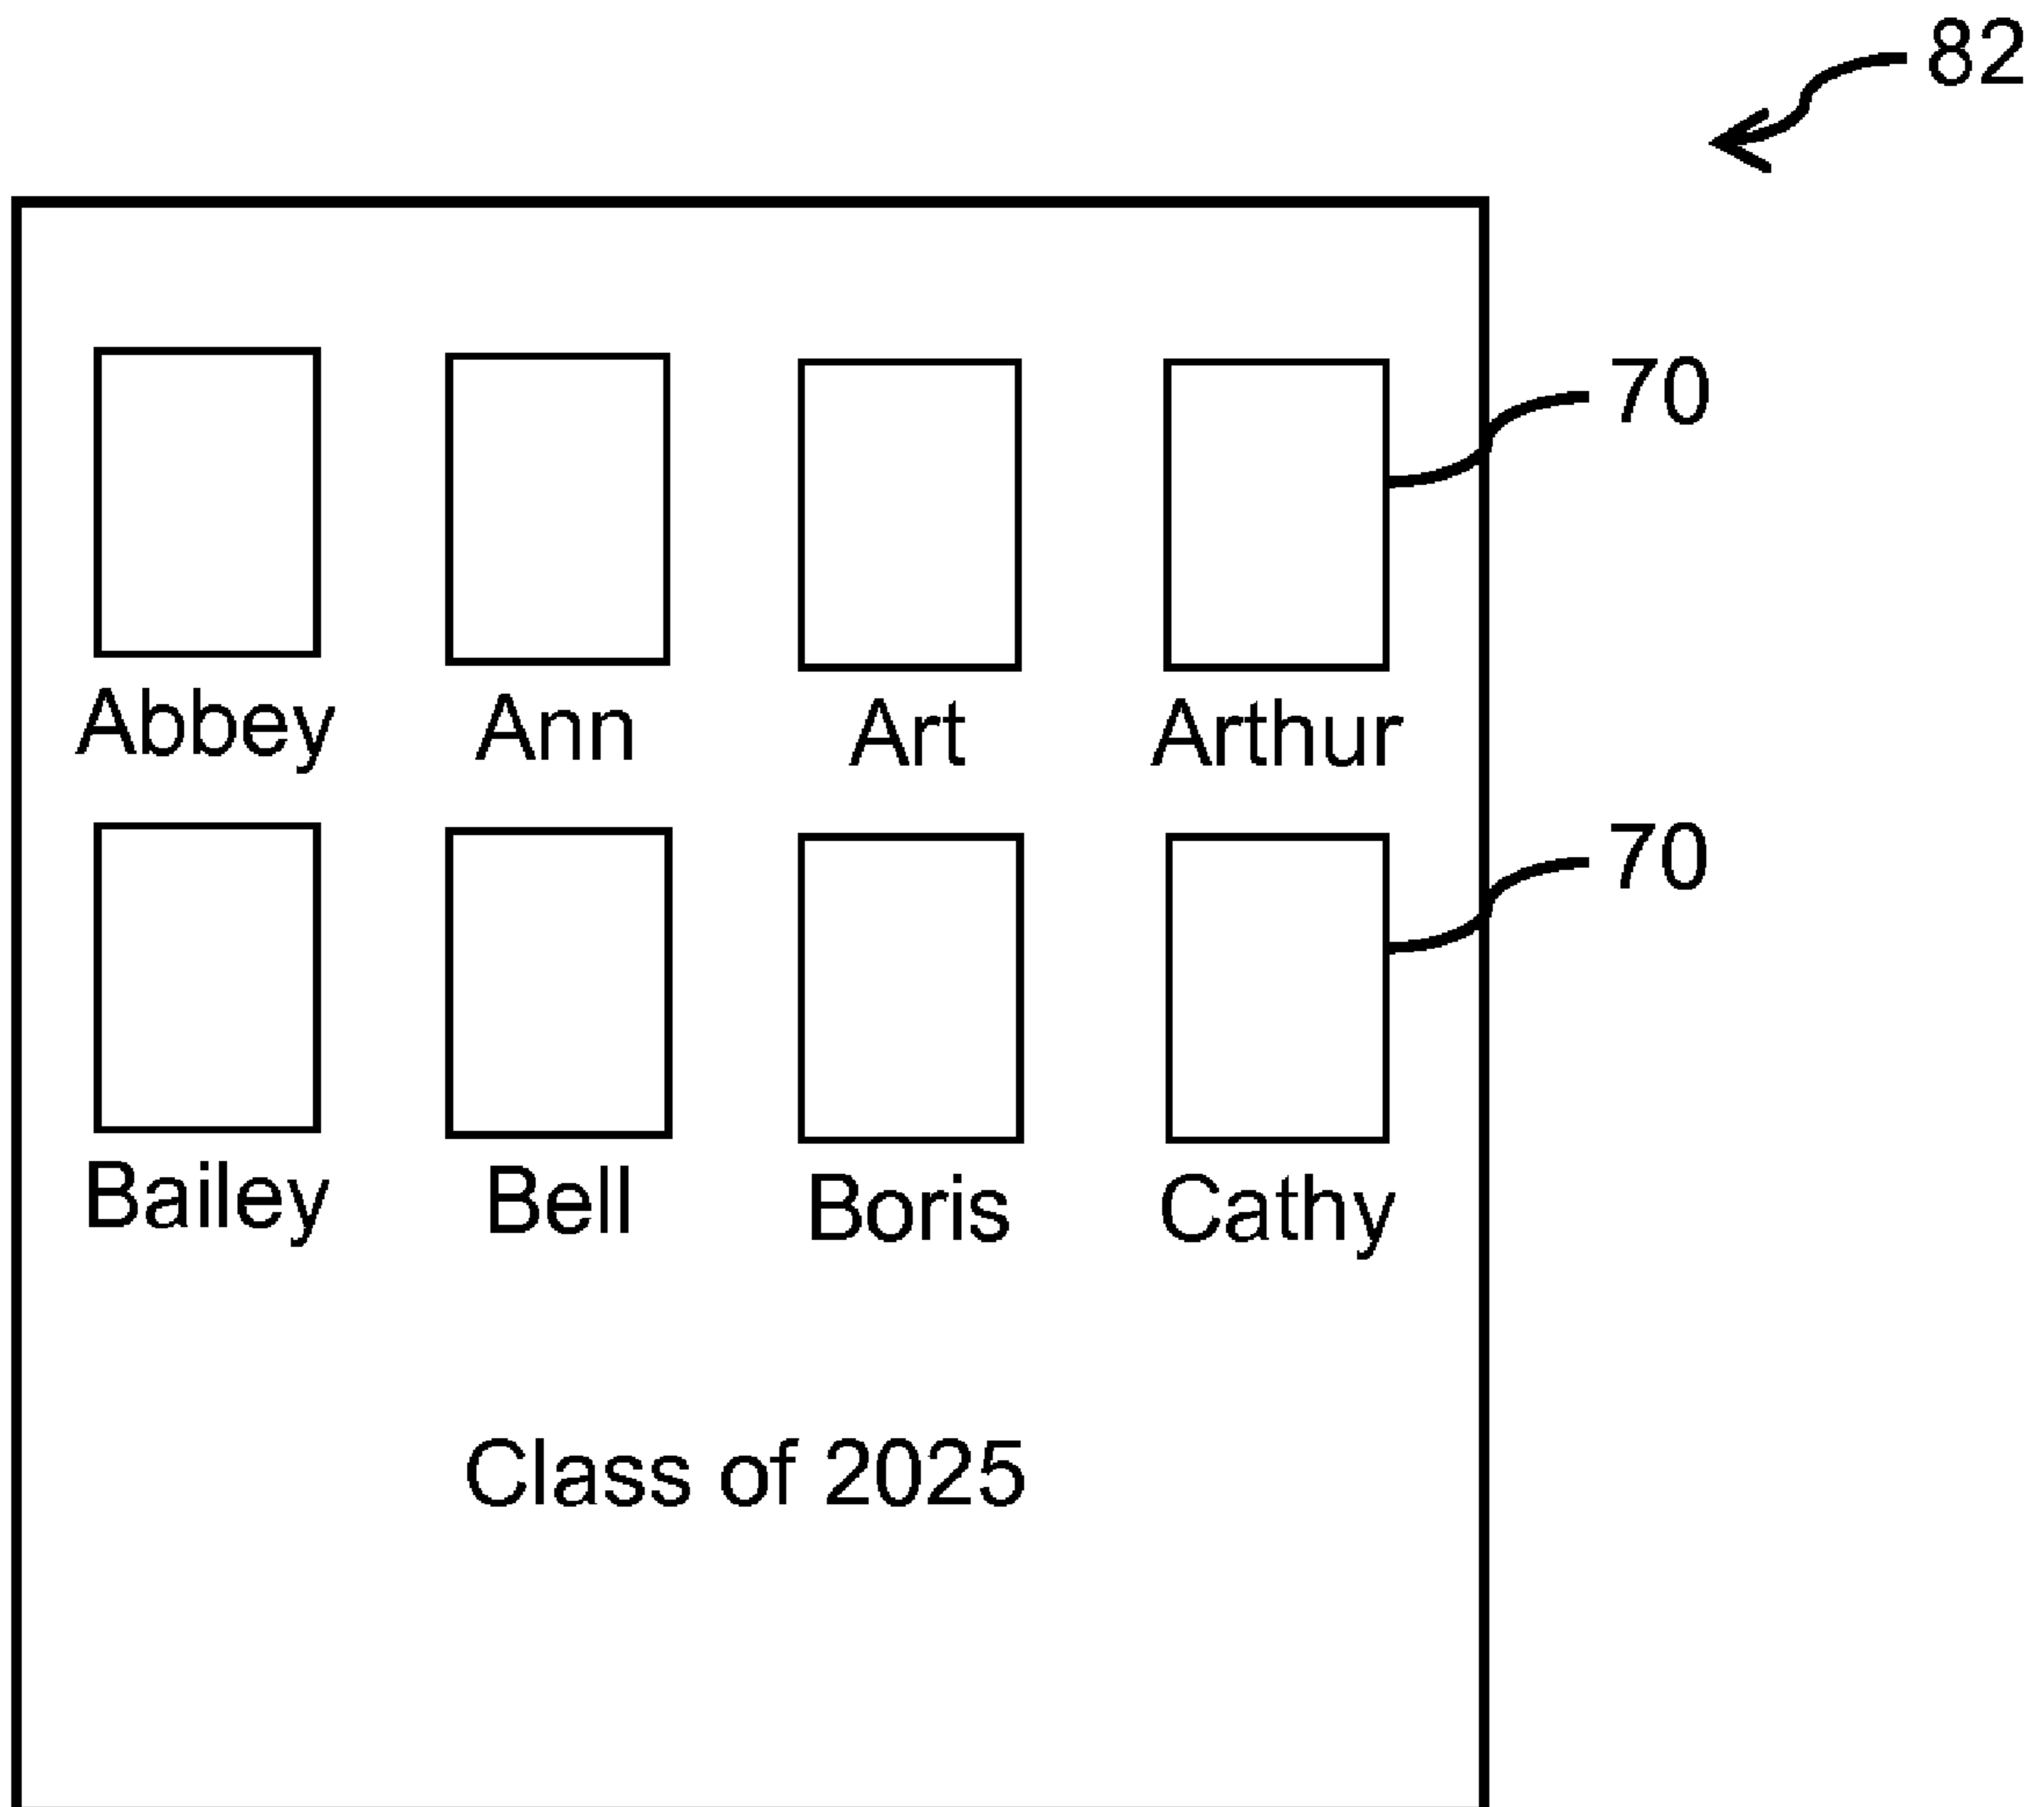 82
70
Abbey Ann Art Arthur
70
Bailey Bell Boris Cathy
Class of 2025